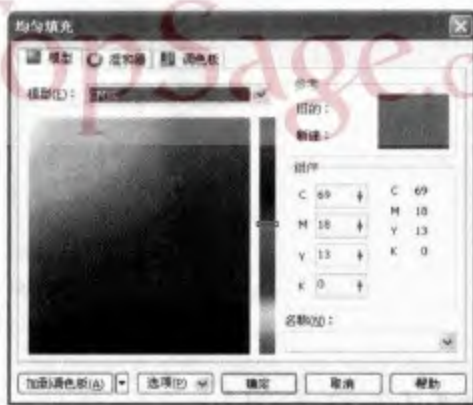 均匀填充
模型 混和器 调色板
模型(E)： CMYK
参考
旧的：
新建：
组件
C 69 C 69
M 18 M 18
Y 13 Y 13
K 0 K 0
名称(N)：
加到调色板(A) 选项(P) 确定 取消 帮助
TopSage.c